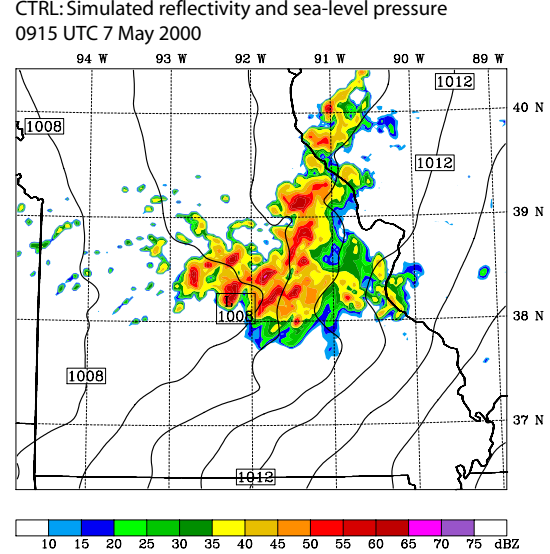 CTRL: Simulated reflectivity and sea-level pressure
0915 UTC 7 May 2000
94 W 93 W 92 W 91 W 90 W 89 W
1012
40 N
1008
1012
39 N
L
1008
38 N
1008
37 N
1012
10 15 20 25 30 35 40 45 50 55 60 65 70 75 dBZ